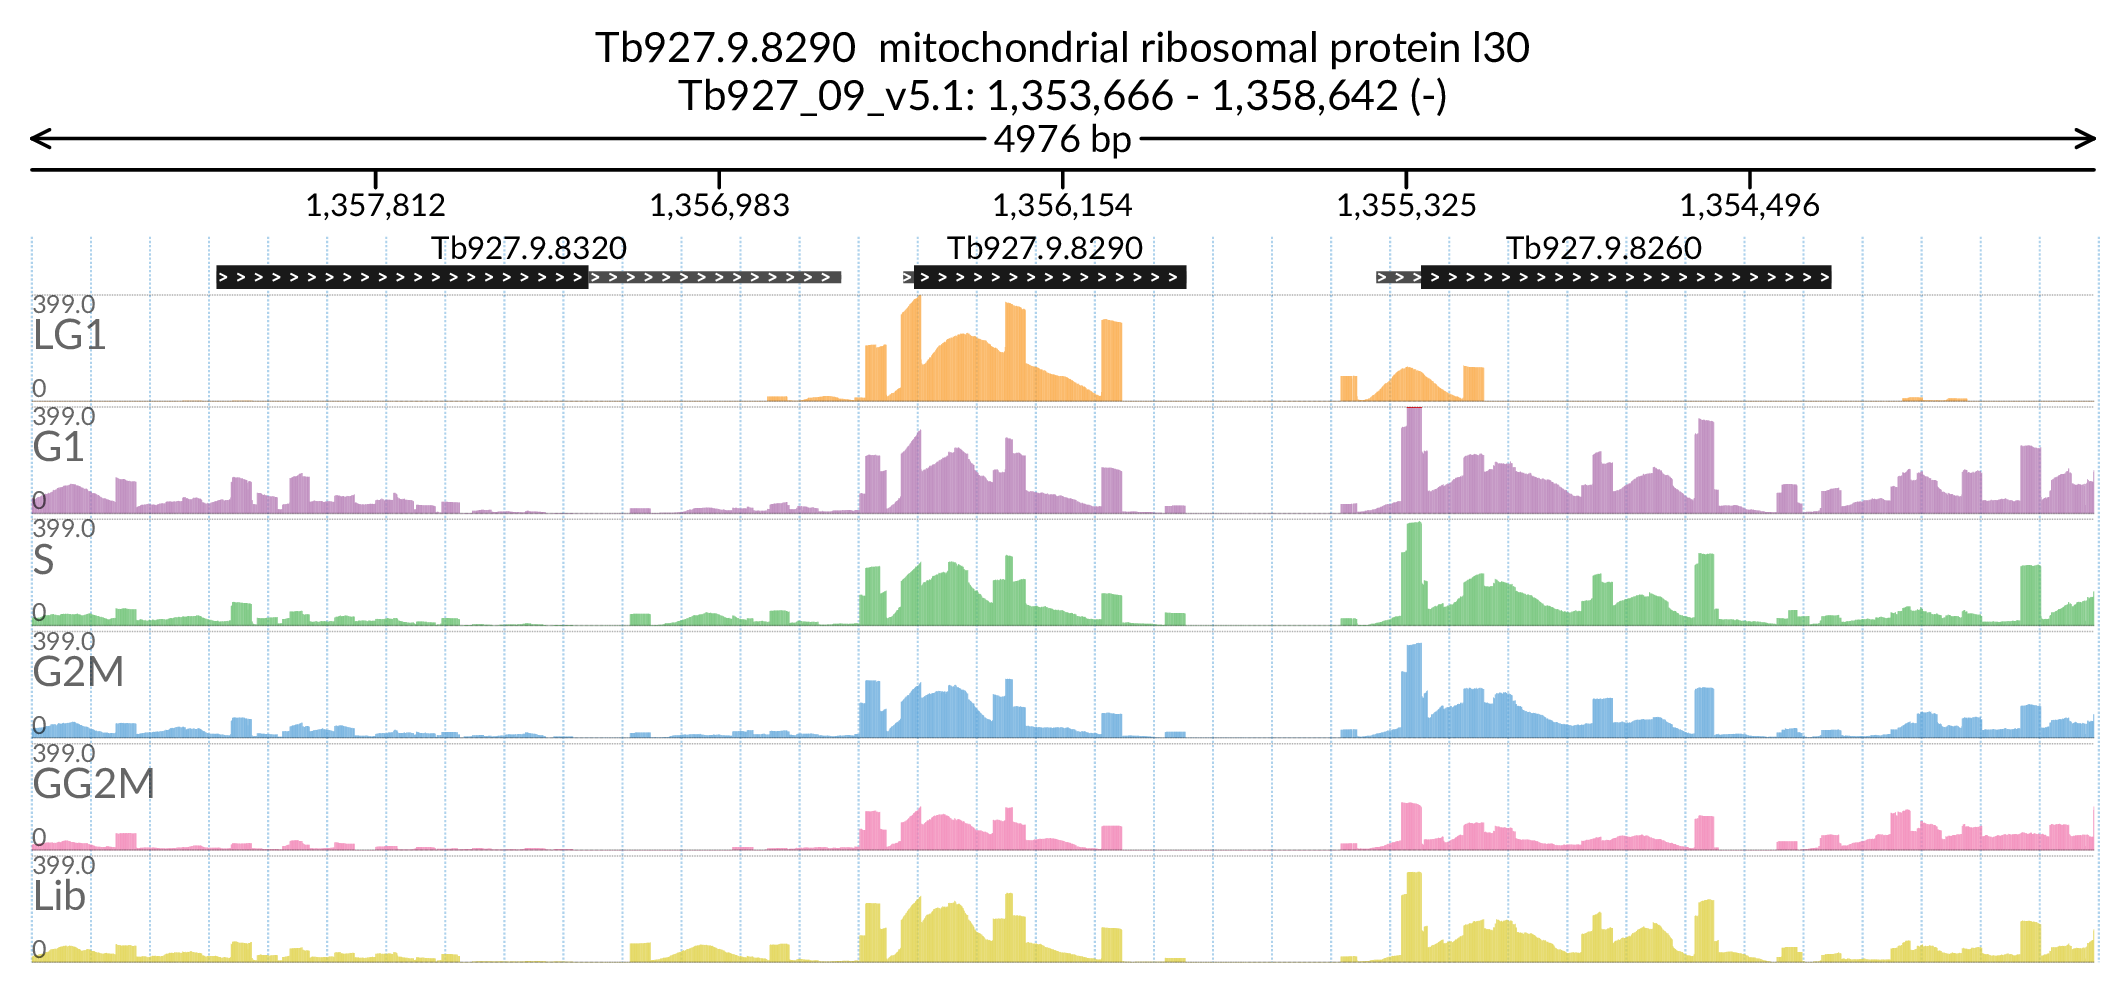 Tb927.9.8290  mitochondrial ribosomal protein l30
Tb927_09_v5.1: 1,353,666 - 1,358,642 (-)
4976 bp
1,357,812 1,356,983 1,356,154 1,355,325 1,354,496
Tb927.9.8320 Tb927.9.8290 Tb927.9.8260
399.0
LG1
0
399.0
G1
0
399.0
S
0
399.0
G2M
0
399.0
GG2M
0
399.0
Lib
0